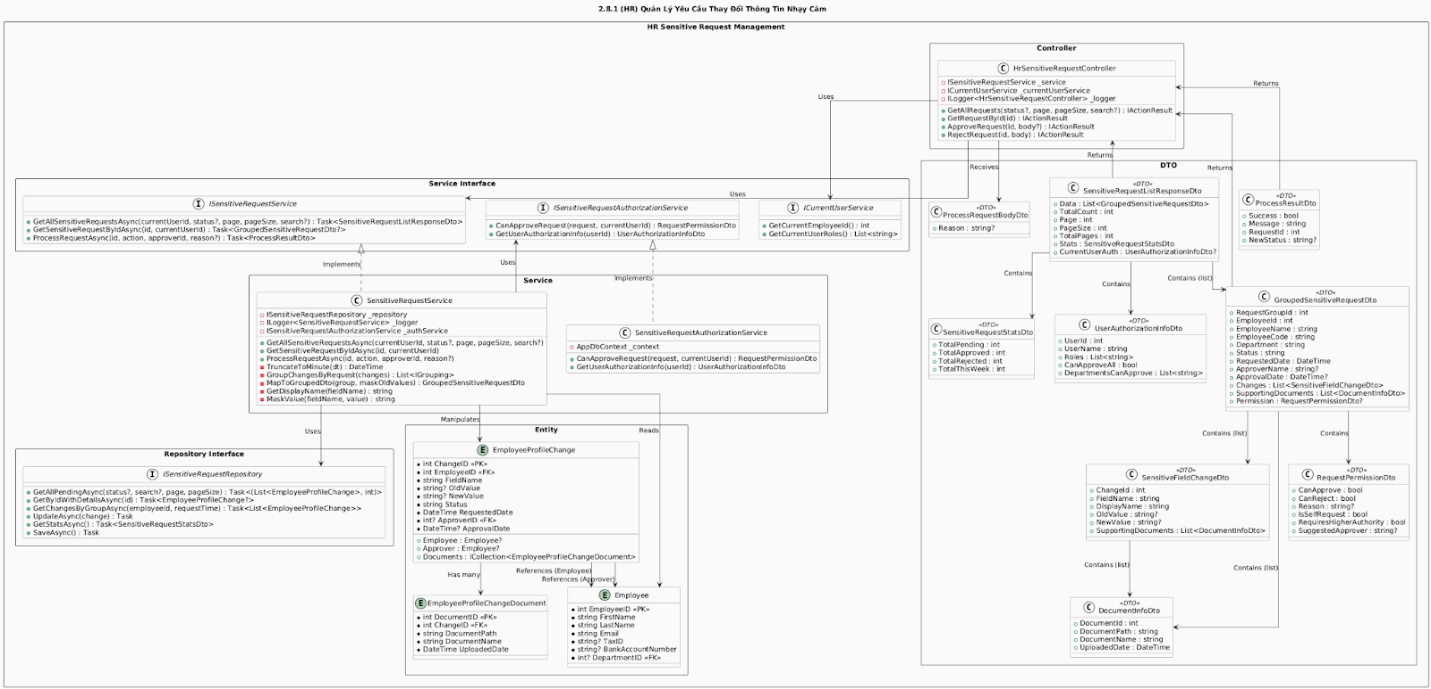 2.8.1 (HR) Quản Lý Yêu Cầu Thay Đổi Thông Tin Nhạy Cảm
HR Sensitive Request Management
Controller
C HrSensitiveRequestController
ISensitiveRequestService _service
ICurrentUserService _currentUserService
ILogger<HrSensitiveRequestController> _logger
GetAllRequests(status?, page, pageSize, search?) : IActionResult
GetRequestById(id) : IActionResult
ApproveRequest(id, body?) : IActionResult
RejectRequest(id, body) : IActionResult
Returns
Uses
Receives
Returns
Returns
Uses
Service Interface
I ISensitiveRequestService
GetAllSensitiveRequestsAsync(currentUserId, status?, page, pageSize, search?) : Task<SensitiveRequestListResponseDto>
GetSensitiveRequestByIdAsync(id, currentUserId) : Task<GroupedSensitiveRequestDto?>
ProcessRequestAsync(id, action, approverId, reason?) : Task<ProcessResultDto>
I ISensitiveRequestAuthorizationService
CanApproveRequest(request, currentUserId) : RequestPermissionDto
GetUserAuthorizationInfo(userId) : UserAuthorizationInfoDto
I ICurrentUserService
GetCurrentEmployeeId() : int
GetCurrentUserRoles() : List<string>
Implements
Uses
Implements
Service
C SensitiveRequestService
ISensitiveRequestRepository _repository
ILogger<SensitiveRequestService> _logger
ISensitiveRequestAuthorizationService _authService
GetAllSensitiveRequestsAsync(currentUserId, status?, page, pageSize, search?)
GetSensitiveRequestByIdAsync(id, currentUserId)
ProcessRequestAsync(id, action, approverId, reason?)
TruncateToMinute(dt) : DateTime
GroupChangesByRequest(changes) : List<IGrouping>
MapToGroupedDto(group, maskOldValues) : GroupedSensitiveRequestDto
GetDisplayName(fieldName) : string
MaskValue(fieldName, value) : string
C SensitiveRequestAuthorizationService
AppDbContext _context
CanApproveRequest(request, currentUserId) : RequestPermissionDto
GetUserAuthorizationInfo(userId) : UserAuthorizationInfoDto
Uses
Manipulates
Reads
Repository Interface
I ISensitiveRequestRepository
GetAllPendingAsync(status?, search?, page, pageSize) : Task<(List<EmployeeProfileChange>, int)>
GetByIdWithDetailsAsync(id) : Task<EmployeeProfileChange?>
GetChangesByGroupAsync(employeeId, requestTime) : Task<List<EmployeeProfileChange>>
UpdateAsync(change) : Task
GetStatsAsync() : Task<SensitiveRequestStatsDto>
SaveAsync() : Task
Entity
E EmployeeProfileChange
int ChangeID «PK»
int EmployeeID «FK»
string FieldName
string? OldValue
string? NewValue
string Status
DateTime RequestedDate
int? ApproverID «FK»
DateTime? ApprovalDate
Employee : Employee?
Approver : Employee?
Documents : ICollection<EmployeeProfileChangeDocument>
Has many
References (Employee)
References (Approver)
E EmployeeProfileChangeDocument
int DocumentID «PK»
int ChangeID «FK»
string DocumentPath
string DocumentName
DateTime UploadedDate
E Employee
int EmployeeID «PK»
string FirstName
string LastName
string Email
string? TaxID
string? BankAccountNumber
int? DepartmentID «FK»
DTO
C «DTO»
ProcessRequestBodyDto
Reason : string?
C «DTO»
SensitiveRequestListResponseDto
Data : List<GroupedSensitiveRequestDto>
TotalCount : int
Page : int
PageSize : int
TotalPages : int
Stats : SensitiveRequestStatsDto
CurrentUserAuth : UserAuthorizationInfoDto?
C «DTO»
ProcessResultDto
Success : bool
Message : string
RequestId : int
NewStatus : string?
Contains
Contains
Contains (list)
C «DTO»
SensitiveRequestStatsDto
TotalPending : int
TotalApproved : int
TotalRejected : int
TotalThisWeek : int
C «DTO»
UserAuthorizationInfoDto
UserId : int
UserName : string
Roles : List<string>
CanApproveAll : bool
DepartmentsCanApprove : List<string>
C «DTO»
GroupedSensitiveRequestDto
RequestGroupId : int
EmployeeId : int
EmployeeName : string
EmployeeCode : string
Department : string
Status : string
RequestedDate : DateTime
ApproverName : string?
ApprovalDate : DateTime?
Changes : List<SensitiveFieldChangeDto>
SupportingDocuments : List<DocumentInfoDto>
Permission : RequestPermissionDto?
Contains (list)
Contains
C «DTO»
SensitiveFieldChangeDto
ChangeId : int
FieldName : string
DisplayName : string
OldValue : string?
NewValue : string?
SupportingDocuments : List<DocumentInfoDto>
C «DTO»
RequestPermissionDto
CanApprove : bool
CanReject : bool
Reason : string?
IsSelfRequest : bool
RequiresHigherAuthority : bool
SuggestedApprover : string?
Contains (list)
Contains (list)
C «DTO»
DocumentInfoDto
DocumentId : int
DocumentPath : string
DocumentName : string
UploadedDate : DateTime